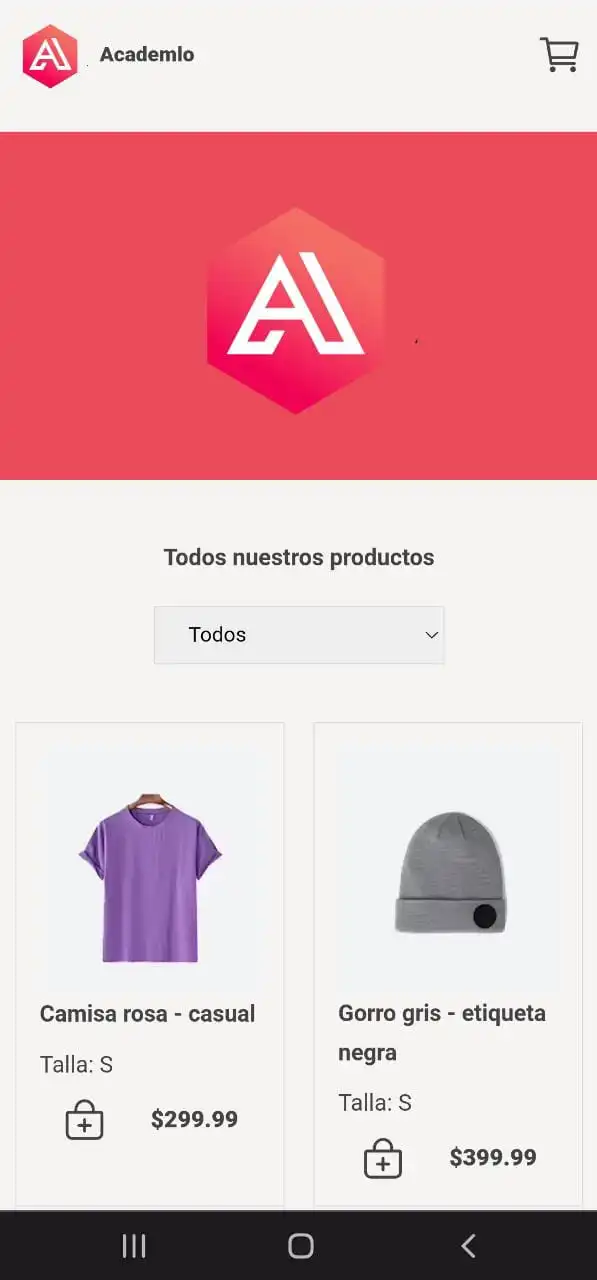 Academlo
Todos nuestros productos
Todos
Camisa rosa - casual
Talla: S
$299.99
Gorro gris - etiqueta
negra
Talla: S
$399.99